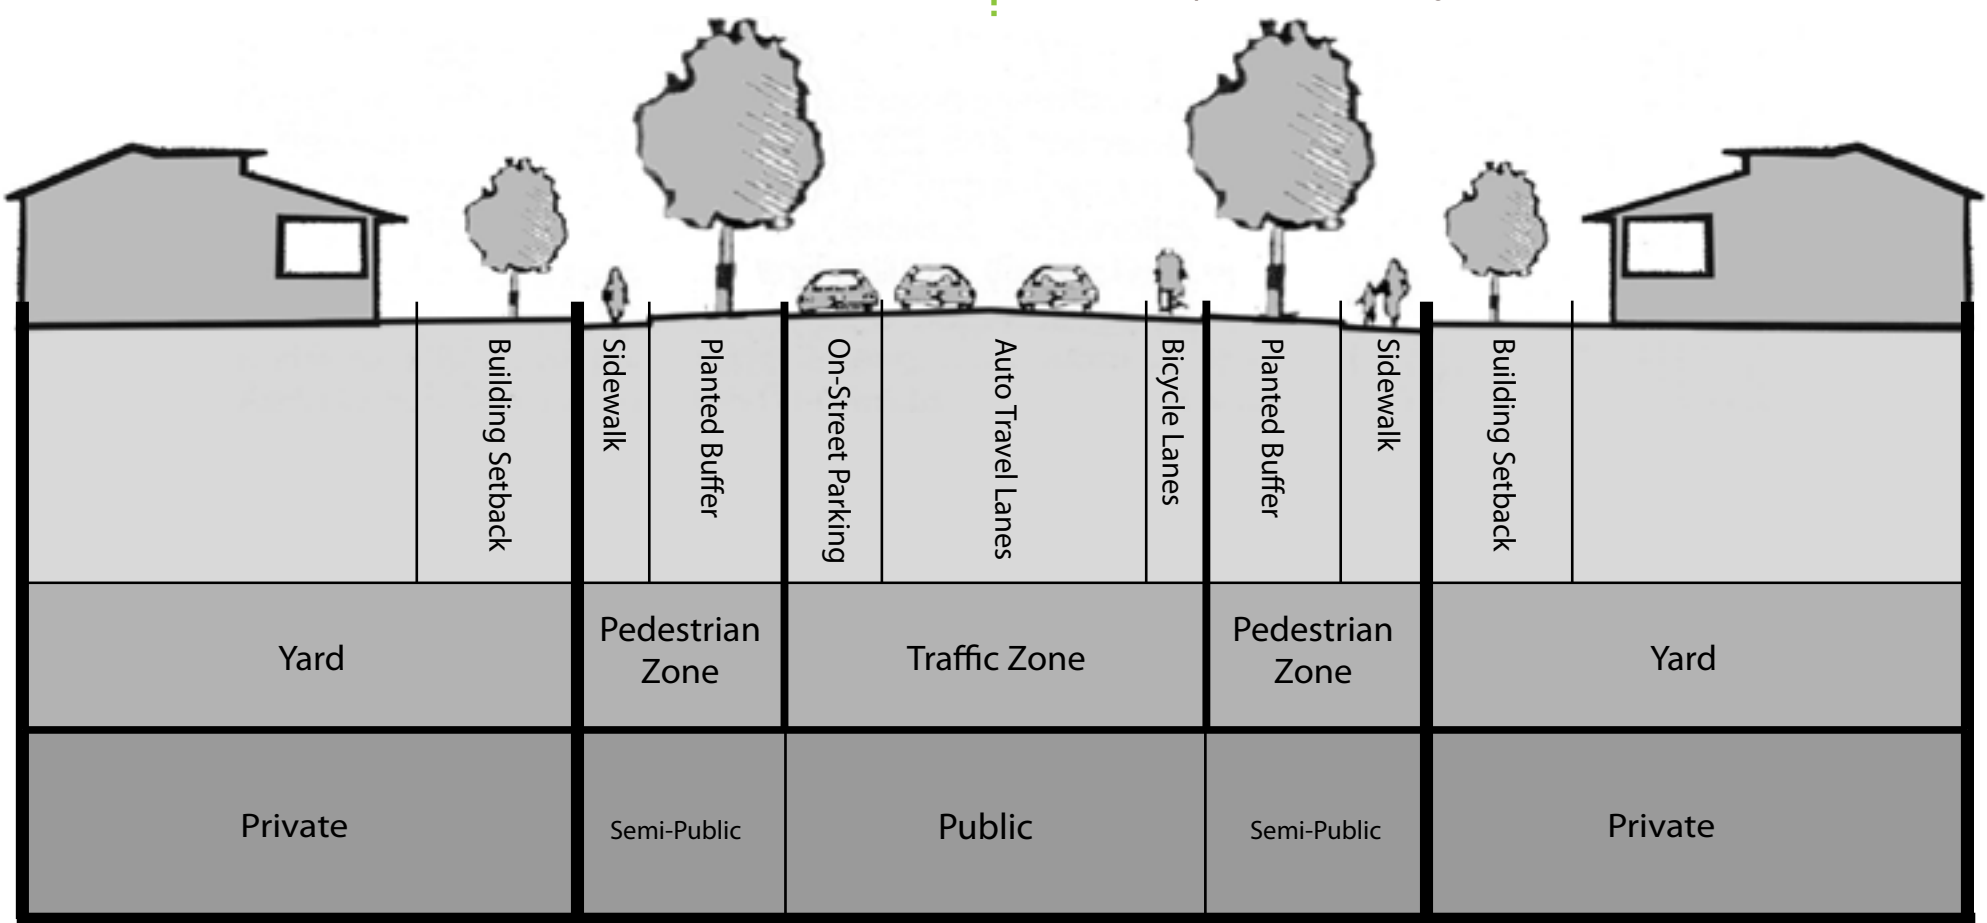 Building Setback
Sidewalk
Planted Buffer
On-Street Parking
Auto Travel Lanes
Bicycle Lanes
Planted Buffer
Sidewalk
Building Setback
Yard
Pedestrian
Zone
Traffic Zone
Pedestrian
Zone
Yard
Private
Semi-Public
Public
Semi-Public
Private